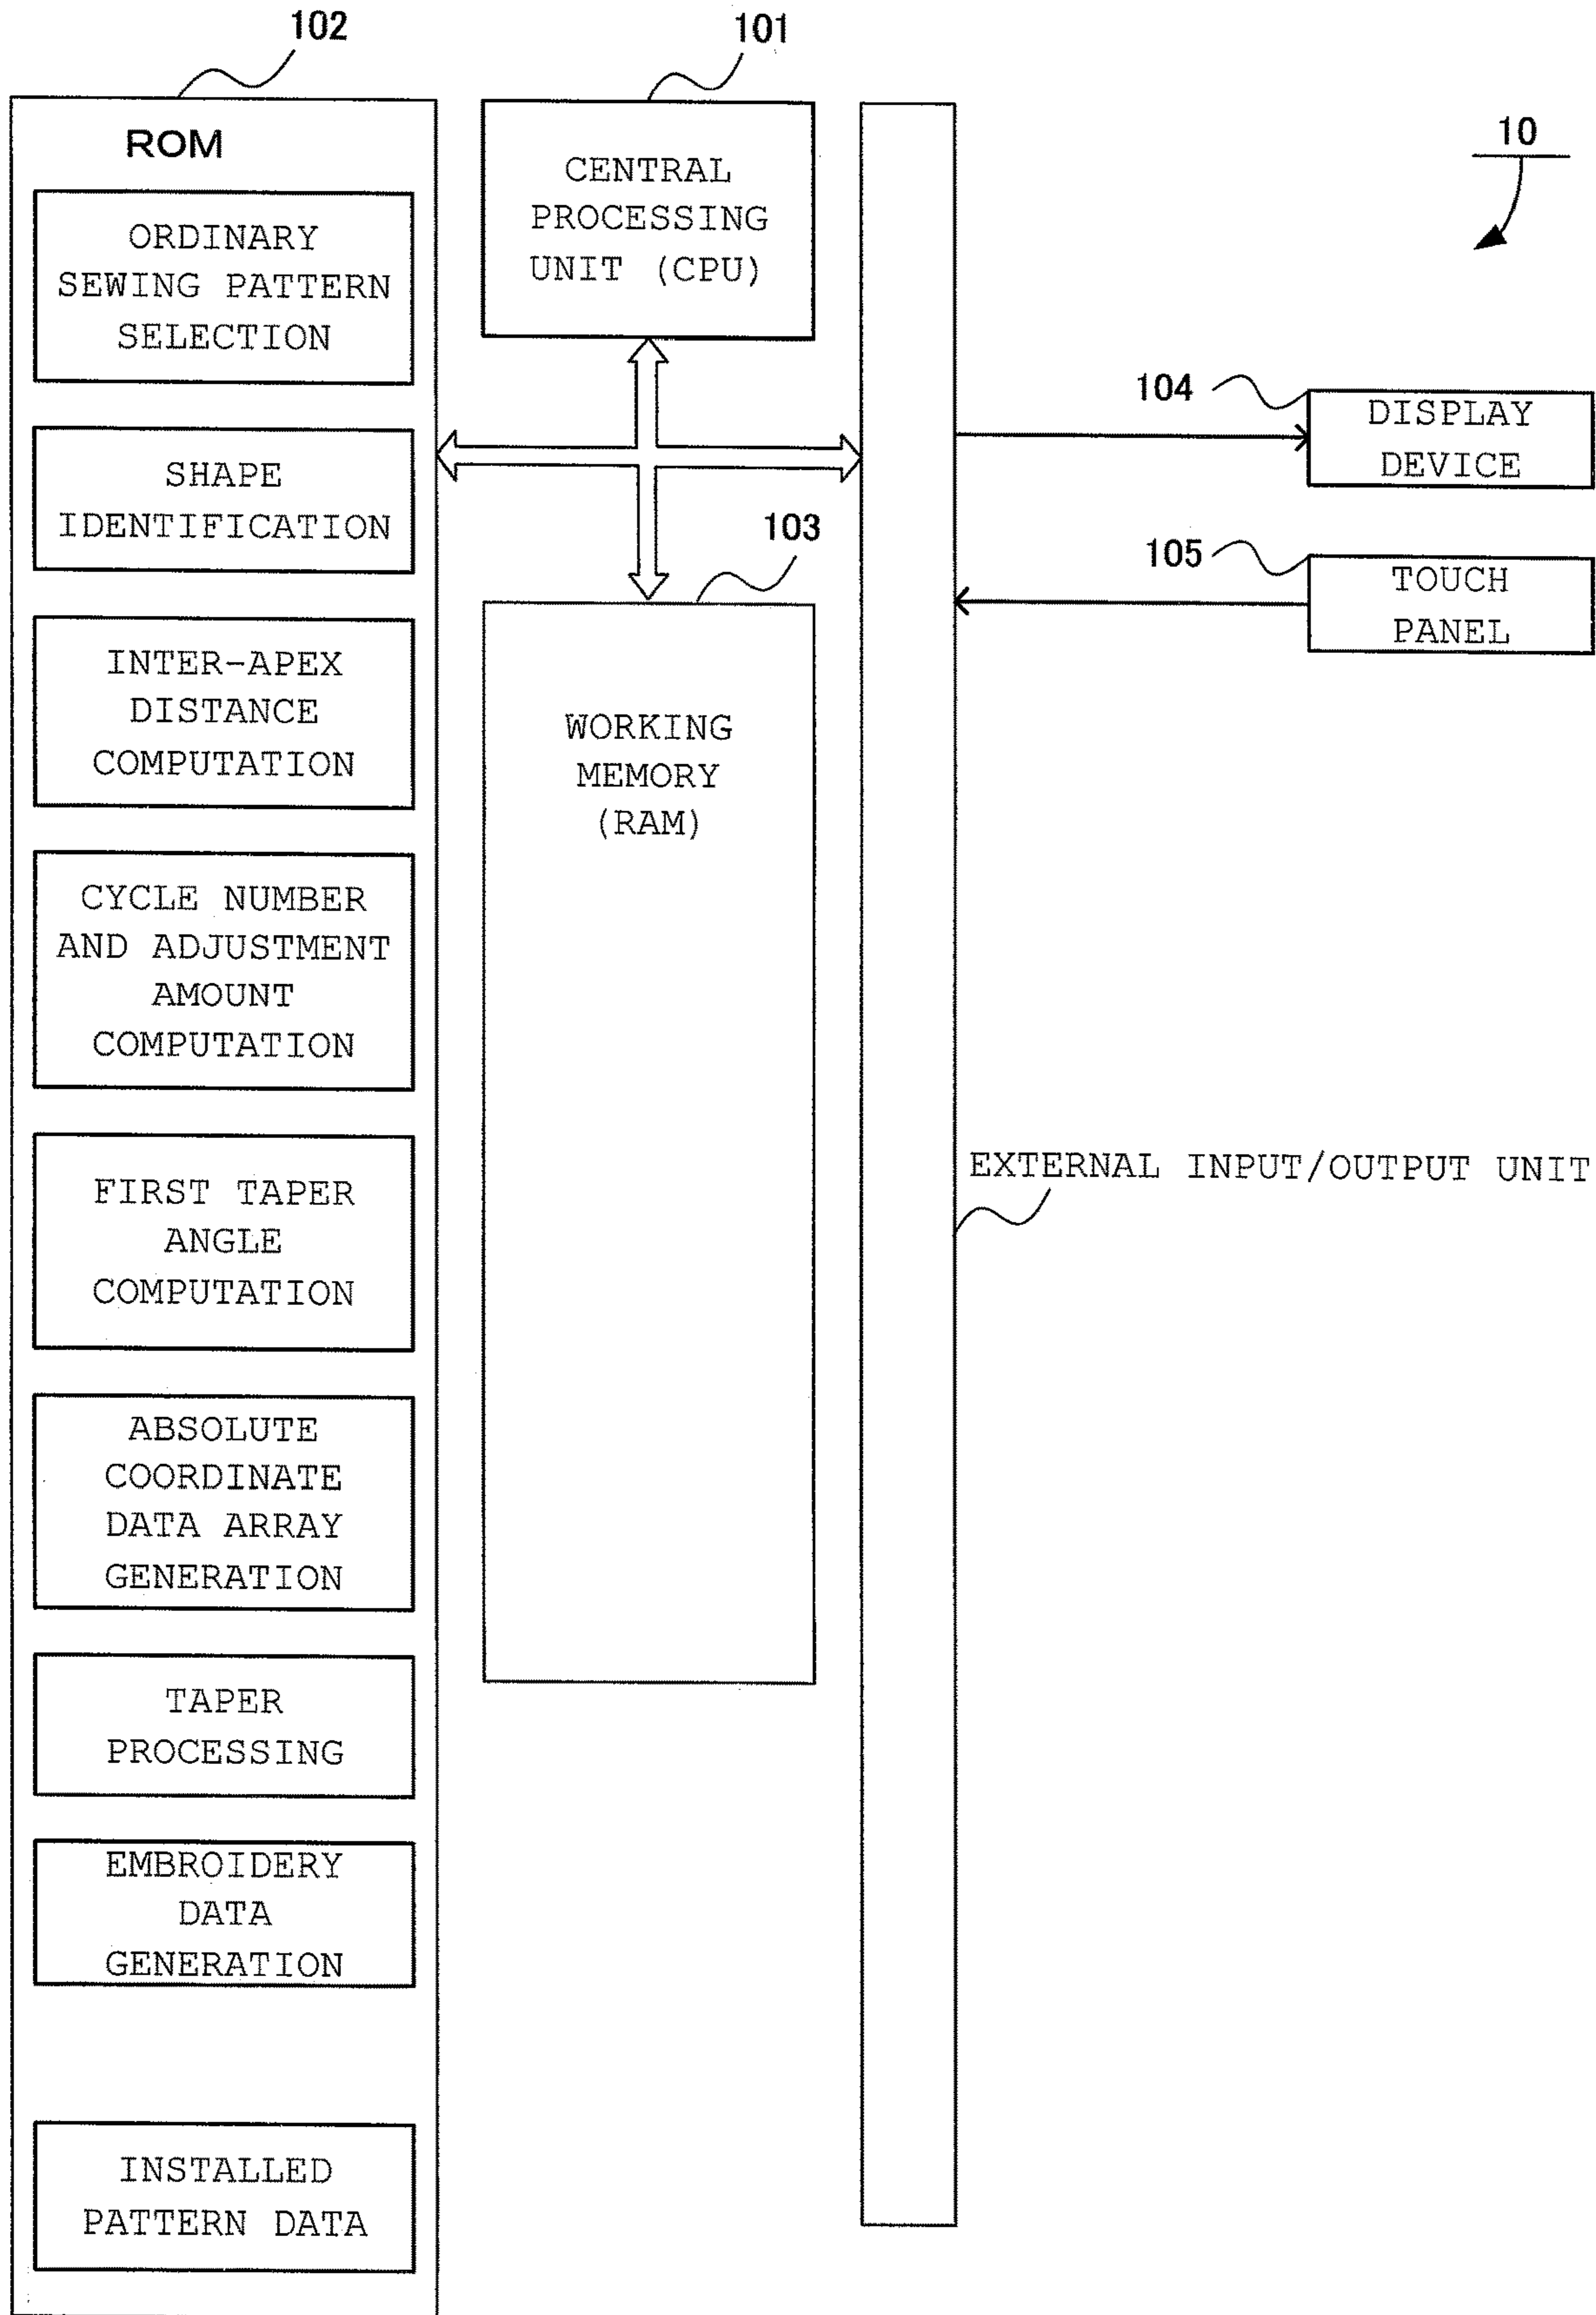 102
101
10
ROM
ORDINARY
SEWING PATTERN
SELECTION
SHAPE
IDENTIFICATION
INTER-APEX
DISTANCE
COMPUTATION
CYCLE NUMBER
AND ADJUSTMENT
AMOUNT
COMPUTATION
FIRST TAPER
ANGLE
COMPUTATION
ABSOLUTE
COORDINATE
DATA ARRAY
GENERATION
TAPER
PROCESSING
EMBROIDERY
DATA
GENERATION
INSTALLED
PATTERN DATA
CENTRAL
PROCESSING
UNIT (CPU)
103
WORKING
MEMORY
(RAM)
104
DISPLAY
DEVICE
105
TOUCH
PANEL
EXTERNAL INPUT/OUTPUT UNIT